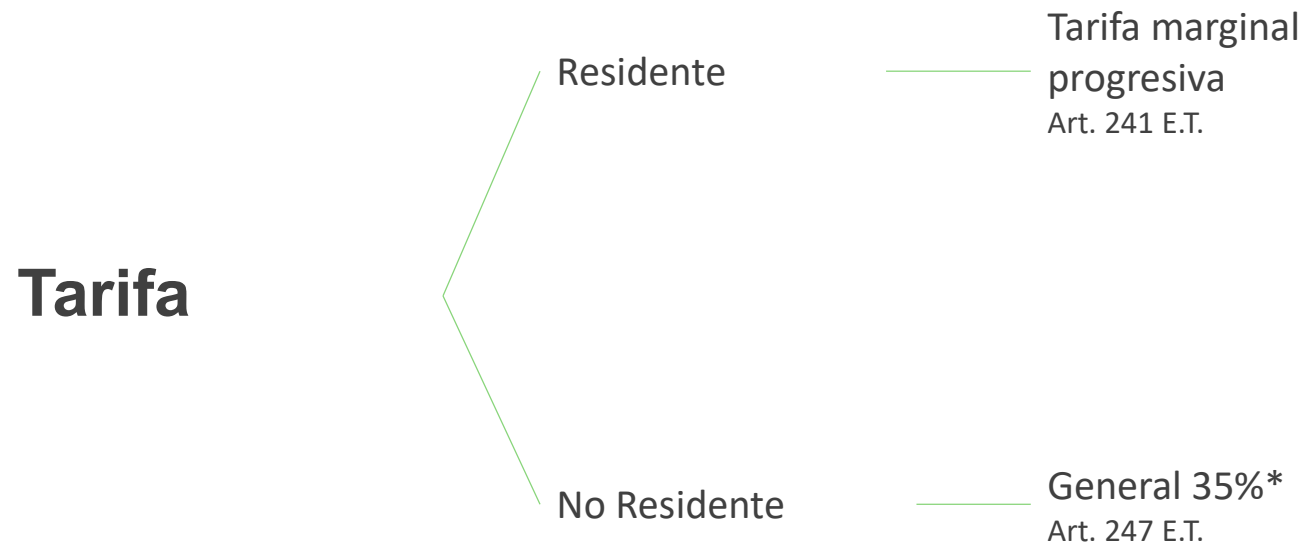 Tarifa
Residente
Tarifa marginal
progresiva
Art. 241 E.T.
No Residente
General 35%*
Art. 247 E.T.